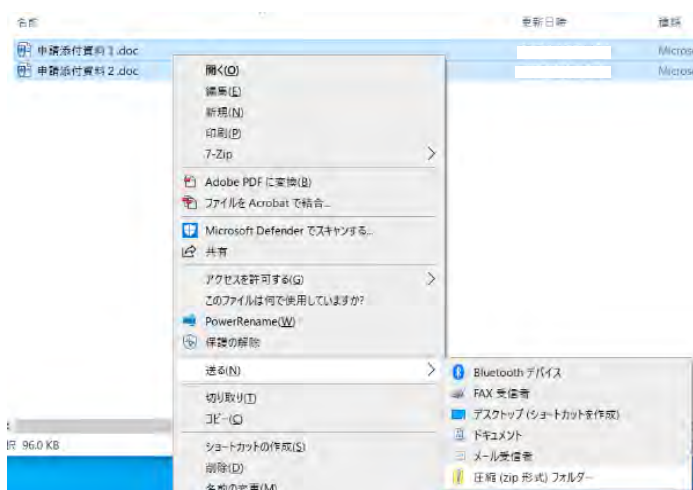 名前 更新日時 種類
申請添付資料1.doc Micros
申請添付資料2.doc Micros
開く(O)
編集(E)
新規(N)
印刷(P)
7-Zip
Adobe PDF に変換(B)
ファイルを Acrobat で結合...
Microsoft Defender でスキャンする...
共有
アクセスを許可する(G)
このファイルは何で使用していますか?
PowerRename(W)
保護の解除
送る(N)
Bluetooth デバイス
FAX 受信者
デスクトップ (ショートカットを作成)
ドキュメント
メール受信者
圧縮 (zip 形式) フォルダー
切り取り(T)
コピー(C)
ショートカットの作成(S)
削除(D)
名前の変更(M)
択 96.0 KB